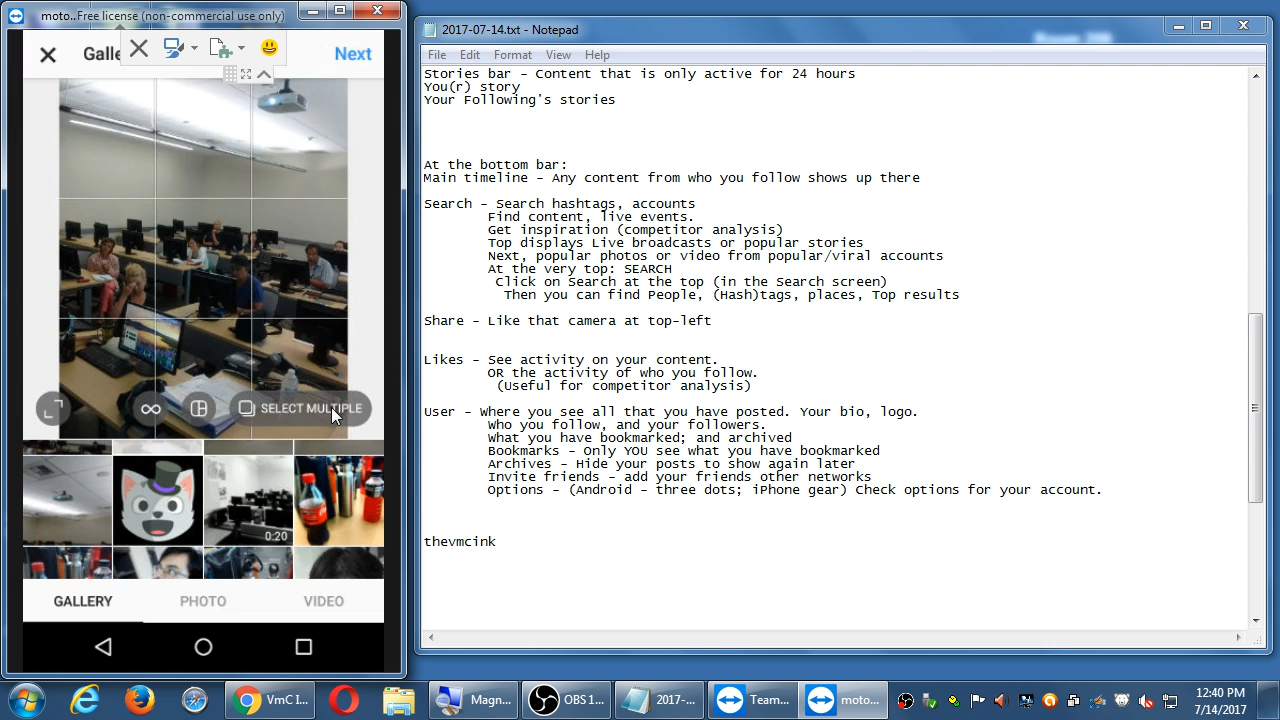 moto..Free license (non-commercial use only)
Galle
Next
SELECT MULTIPLE
0:20
GALLERY
PHOTO
VIDEO
2017-07-14.txt - Notepad
File Edit Format View Help
Stories bar - Content that is only active for 24 hours
You(r) story
Your Following's stories
At the bottom bar:
Main timeline - Any content from who you follow shows up there
Search - Search hashtags, accounts
Find content, live events.
Get inspiration (competitor analysis)
Top displays Live broadcasts or popular stories
Next, popular photos or video from popular/viral accounts
At the very top: SEARCH
Click on Search at the top (in the Search screen)
Then you can find People, (Hash)tags, places, Top results
Share - Like that camera at top-left
Likes - See activity on your content.
OR the activity of who you follow.
(Useful for competitor analysis)
User - Where you see all that you have posted. Your bio, logo.
Who you follow, and your followers.
What you have bookmarked; and archived
Bookmarks - Only YOU see what you have bookmarked
Archives - Hide your posts to show again later
Invite friends - add your friends other networks
Options - (Android - three dots; iPhone gear) Check options for your account.
thevmcink
VmC I...
Magn...
OBS 1...
2017-...
Team...
moto...
12:40 PM
7/14/2017